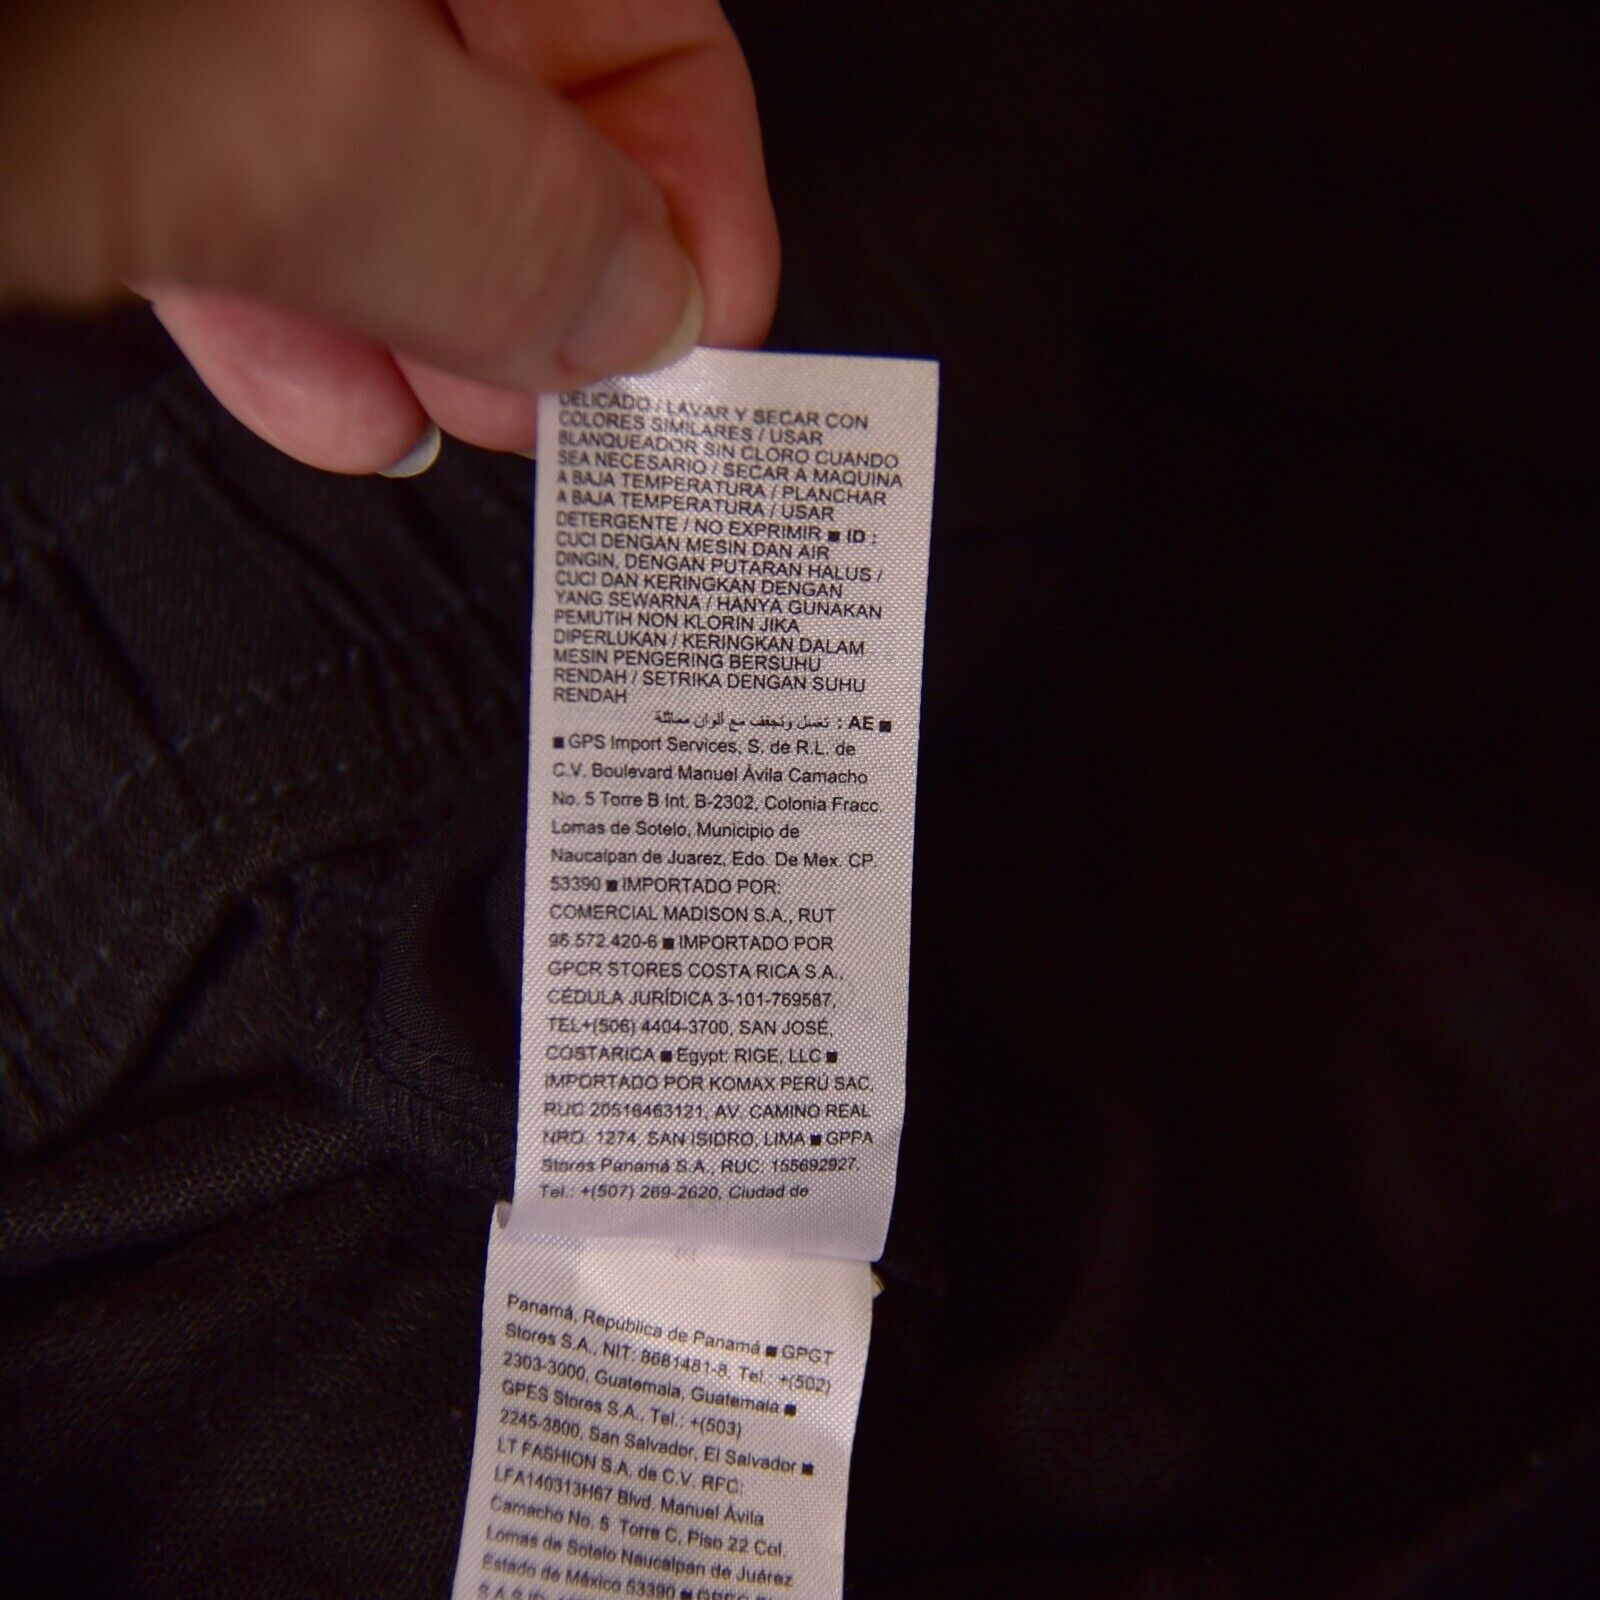 DELICADO / LAVAR Y SECAR CON
COLORES SIMILARES / USAR
BLANQUEADOR SIN CLORO CUANDO
SEA NECESARIO / SECAR A MAQUINA
A BAJA TEMPERATURA / PLANCHAR
A BAJA TEMPERATURA / USAR
DETERGENTE / NO EXPRIMIR ■ ID :
CUCI DENGAN MESIN DAN AIR
DINGIN, DENGAN PUTARAN HALUS /
CUCI DAN KERINGKAN DENGAN
YANG SEWARNA / HANYA GUNAKAN
PEMUTIH NON KLORIN JIKA
DIPERLUKAN / KERINGKAN DALAM
MESIN PENGERING BERSUHU
RENDAH / SETRIKA DENGAN SUHU
RENDAH
■ AE : تغسل وتجفف مع ألوان مماثلة
■ GPS Import Services, S. de R.L. de
C.V. Boulevard Manuel Ávila Camacho
No. 5 Torre B Int. B-2302, Colonia Fracc.
Lomas de Sotelo, Municipio de
Naucalpan de Juarez, Edo. De Mex. CP
53390 ■ IMPORTADO POR:
COMERCIAL MADISON S.A., RUT
96.572.420-6 ■ IMPORTADO POR
GPCR STORES COSTA RICA S.A.,
CÉDULA JURÍDICA 3-101-769587,
TEL+(506) 4404-3700, SAN JOSÉ,
COSTARICA ■ Egypt: RIGE, LLC ■
IMPORTADO POR KOMAX PERÚ SAC,
RUC 20516463121, AV. CAMINO REAL
NRO. 1274, SAN ISIDRO, LIMA ■ GPPA
Stores Panamá S.A., RUC: 155692927,
Tel.: +(507) 269-2620, Ciudad de
Panamá, República de Panamá ■ GPGT
Stores S.A., NIT: 8681481-8, Tel.: +(502)
2303-3000, Guatemala, Guatemala ■
GPES Stores S.A., Tel.: +(503)
2245-3800, San Salvador, El Salvador ■
LT FASHION S.A. de C.V. RFC:
LFA140313H67 Blvd. Manuel Ávila
Camacho No. 5 Torre C, Piso 22 Col.
Lomas de Sotelo Naucalpan de Juárez
Estado de México 53390 ■